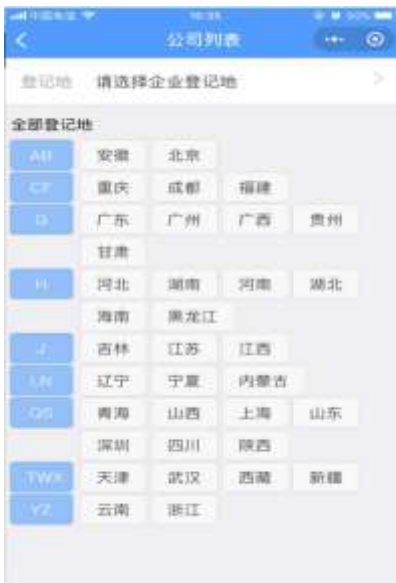 中国电信
公司列表
登记地 请选择企业登记地
全部登记地
AB 安徽 北京
CF 重庆 成都 福建
G 广东 广州 广西 贵州
甘肃
H 河北 湖南 河南 湖北
海南 黑龙江
J 吉林 江苏 江西
LN 辽宁 宁夏 内蒙古
QS 青海 山西 上海 山东
深圳 四川 陕西
TWX 天津 武汉 西藏 新疆
YZ 云南 浙江